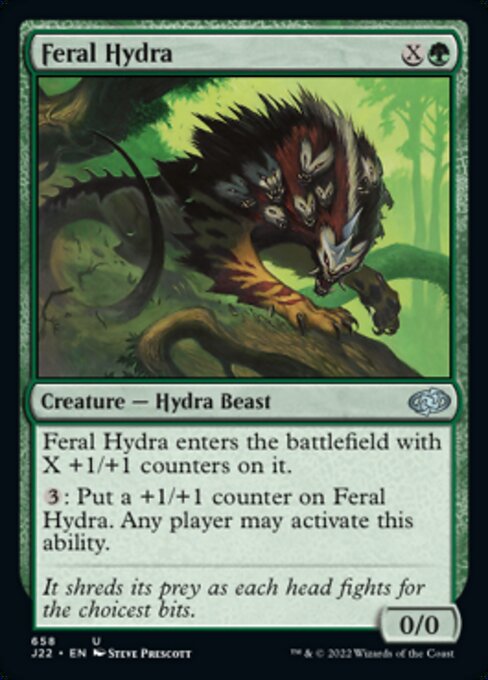 Feral Hydra X
Creature — Hydra Beast
Feral Hydra enters the battlefield with
X +1/+1 counters on it.
3: Put a +1/+1 counter on Feral
Hydra. Any player may activate this
ability.
It shreds its prey as each head fights for
the choicest bits.
0/0
658 U
J22 • EN Steve Prescott ™ & © 2022 Wizards of the Coast